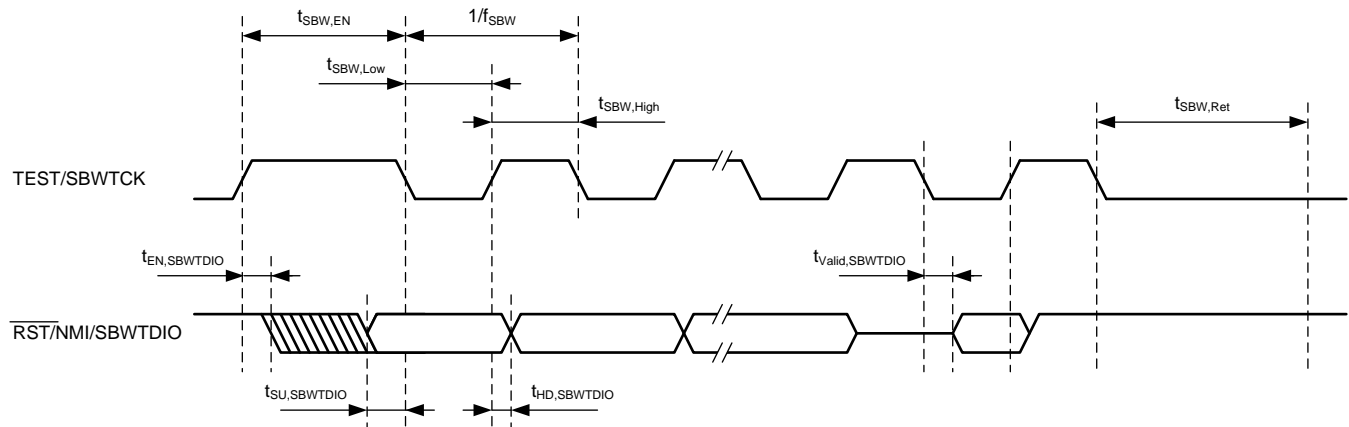 tSBW,EN
1/fSBW
tSBW,Low
tSBW,High
tSBW,Ret
TEST/SBWTCK
tEN,SBWTDIO
tValid,SBWTDIO
RST/NMI/SBWTDIO
tSU,SBWTDIO
tHD,SBWTDIO